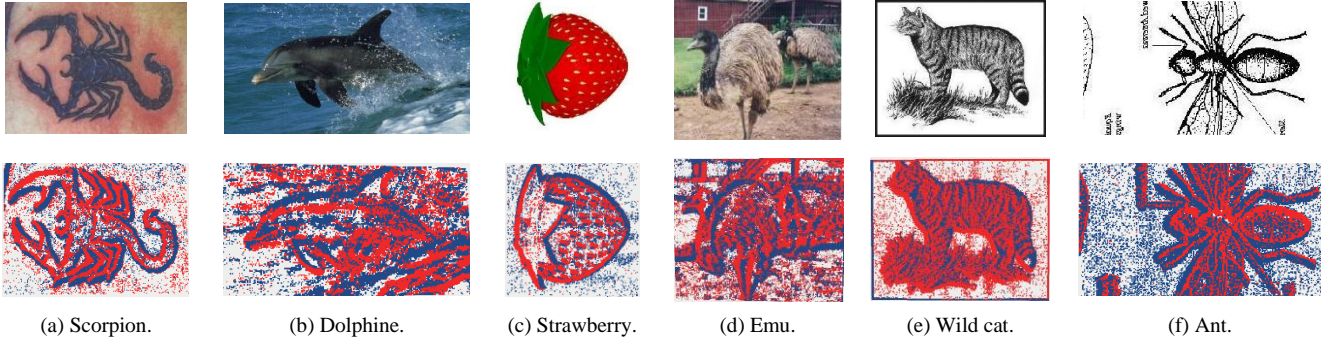 (a) Scorpion.
(b) Dolphine.
(c) Strawberry.
(d) Emu.
(e) Wild cat.
(f) Ant.